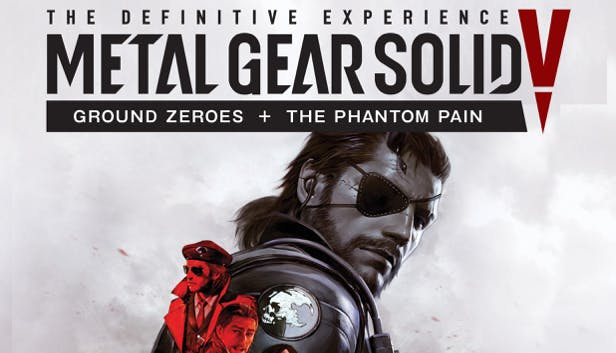 THE DEFINITIVE EXPERIENCE
METAL GEAR SOLID V
GROUND ZEROES + THE PHANTOM PAIN